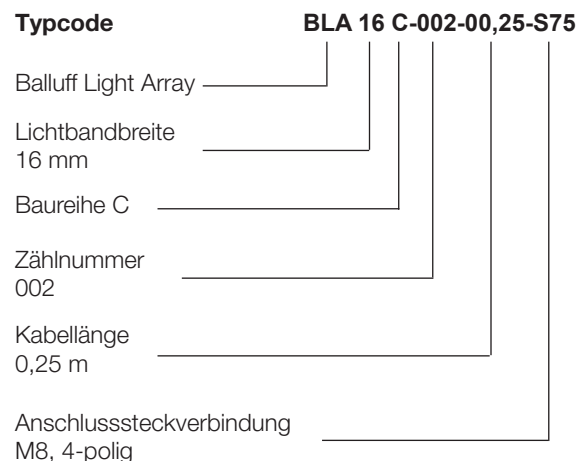 Typcode BLA 16 C-002-00,25-S75
Balluff Light Array
Lichtbandbreite
16 mm
Baureihe C
Zählnummer
002
Kabellänge
0,25 m
Anschlusssteckverbindung
M8, 4-polig